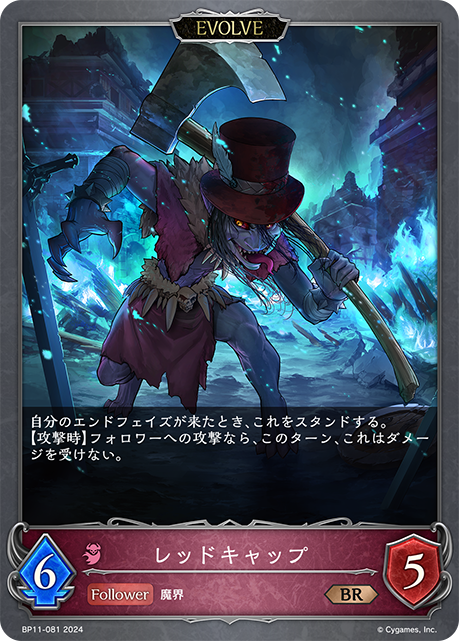 EVOLVE
自分のエンドフェイズが来たとき、これをスタンドする。
【攻撃時】フォロワーへの攻撃なら、このターン、これはダメー
ジを受けない。
レッドキャップ
6
Follower 魔界
BR
5
BP11-081 2024
© Cygames, Inc.